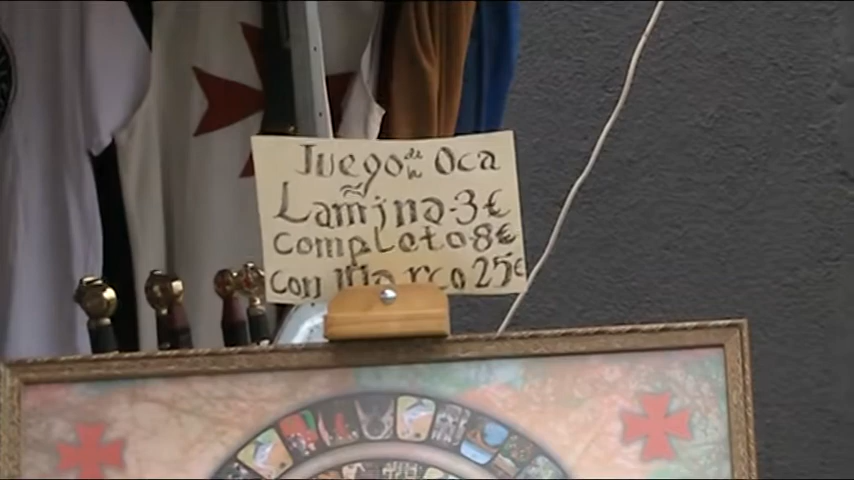 Juego de la Oca
Lamina-3€
completo-8€
con Marco 25€